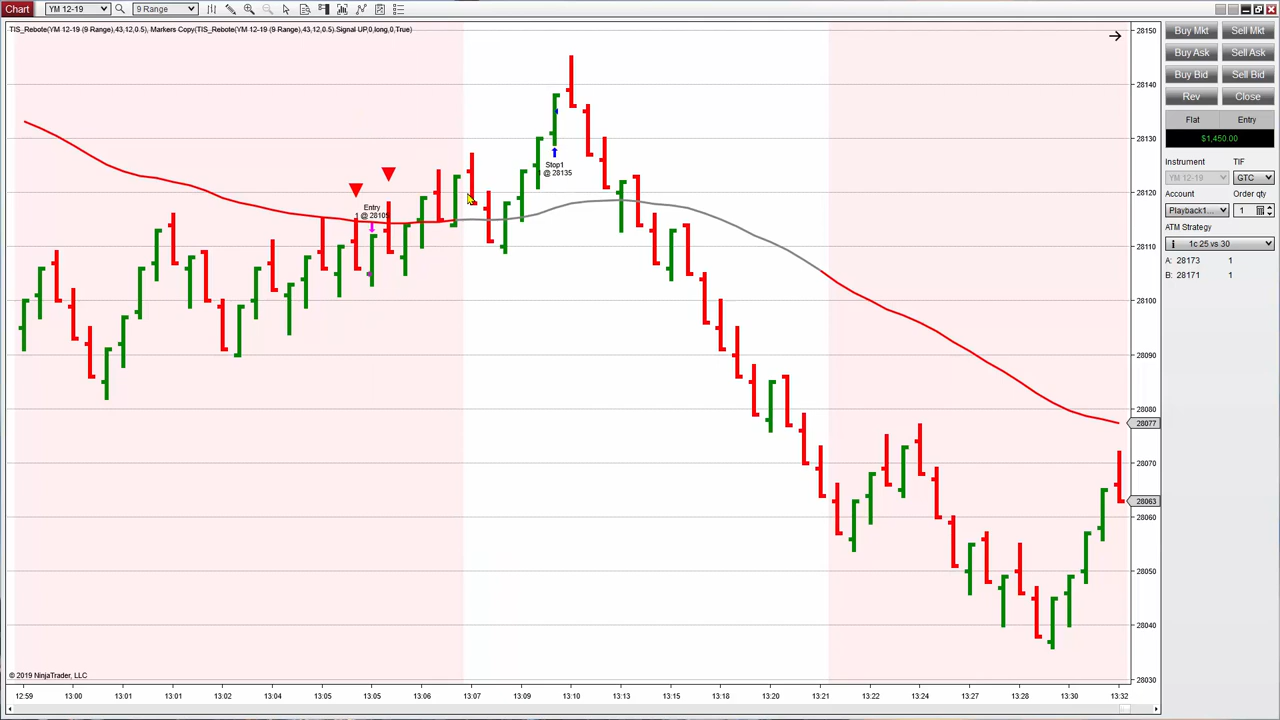 Chart YM 12-19 9 Range
TIS_Rebote(YM 12-19 (9 Range),43,12,0.5), Markers Copy(TIS_Rebote(YM 12-19 (9 Range),43,12,0.5).Signal UP,0,long,0,True)
28150
28140
28130
28120
28110
28100
28090
28080
28077
28070
28063
28060
28050
28040
28030
Entry
1 @ 28105
Stop1
@ 28135
© 2019 NinjaTrader, LLC
12:59 13:00 13:01 13:01 13:02 13:04 13:05 13:05 13:06 13:07 13:09 13:10 13:13 13:15 13:18 13:20 13:21 13:24 13:27 13:28 13:30 13:32
Buy Mkt Sell Mkt
Buy Ask Sell Ask
Buy Bid Sell Bid
Rev Close
Flat Entry
$1,450.00
Instrument TIF
YM 12-19 GTC
Account Order qty
Playback1... 1
ATM Strategy
1c 25 vs 30
A: 28173 1
B: 28171 1